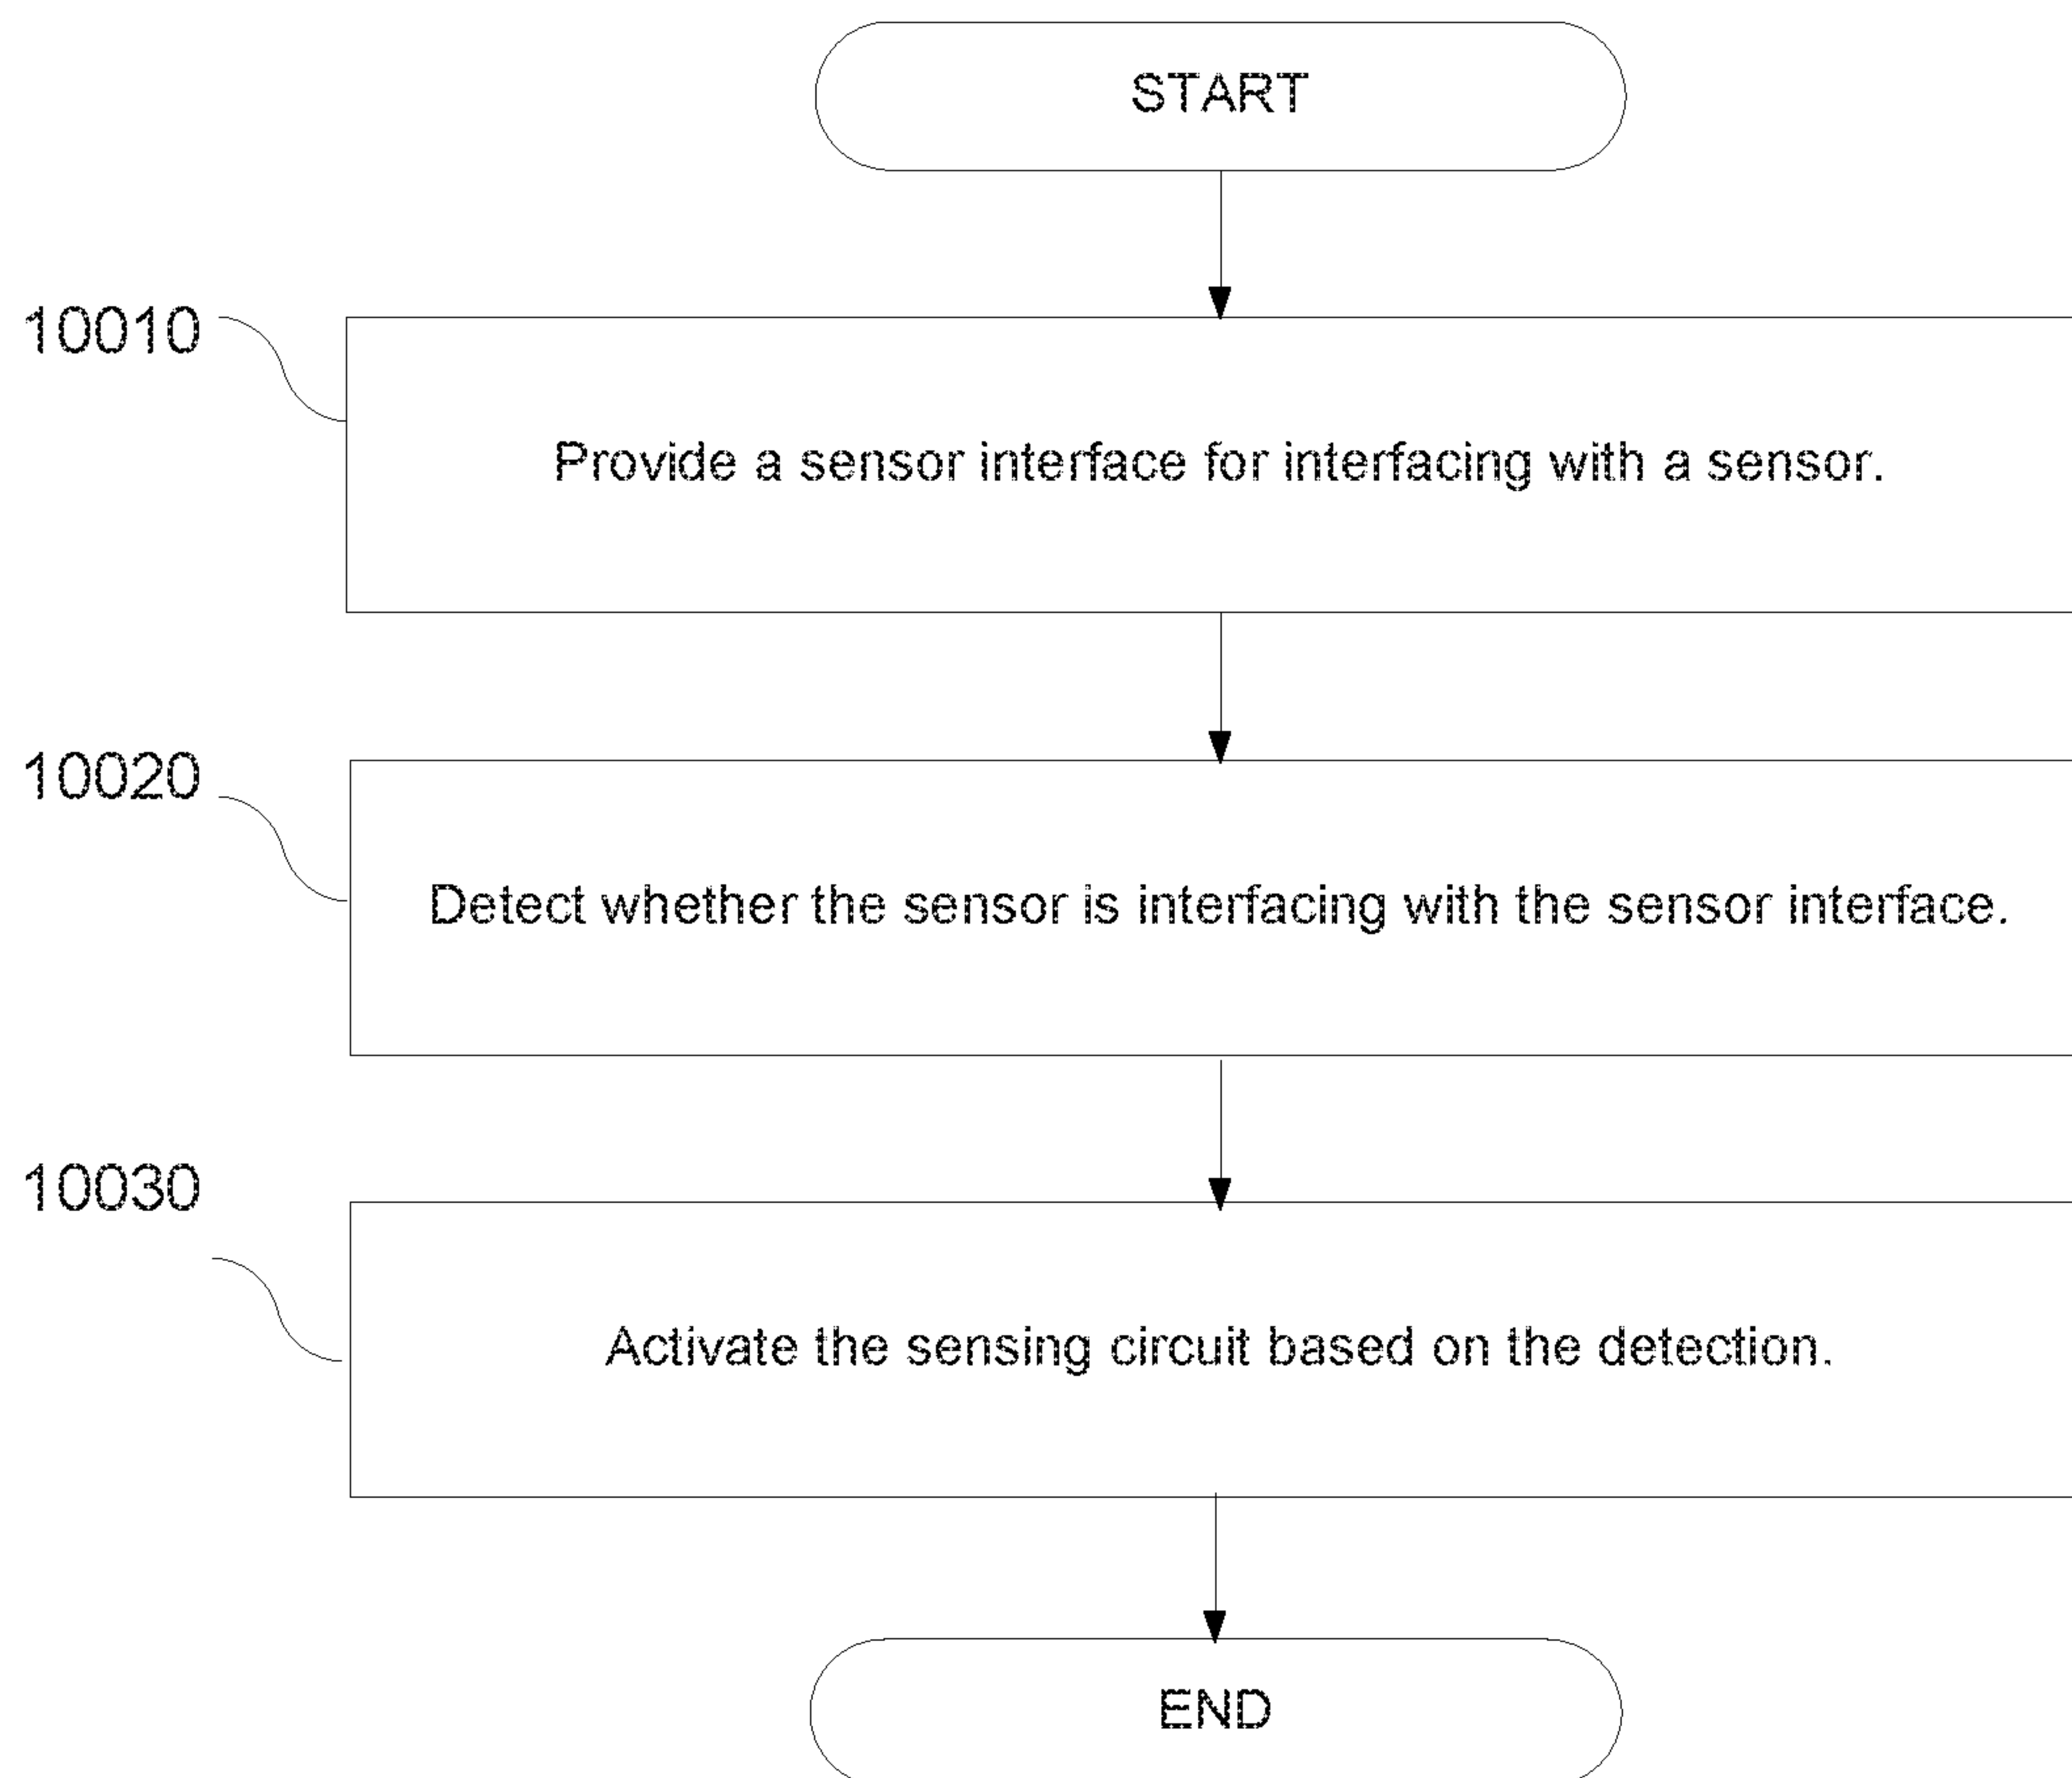 START
10010
Provide a sensor interface for interfacing with a sensor.
10020
Detect whether the sensor is interfacing with the sensor interface.
10030
Activate the sensing circuit based on the detection.
END